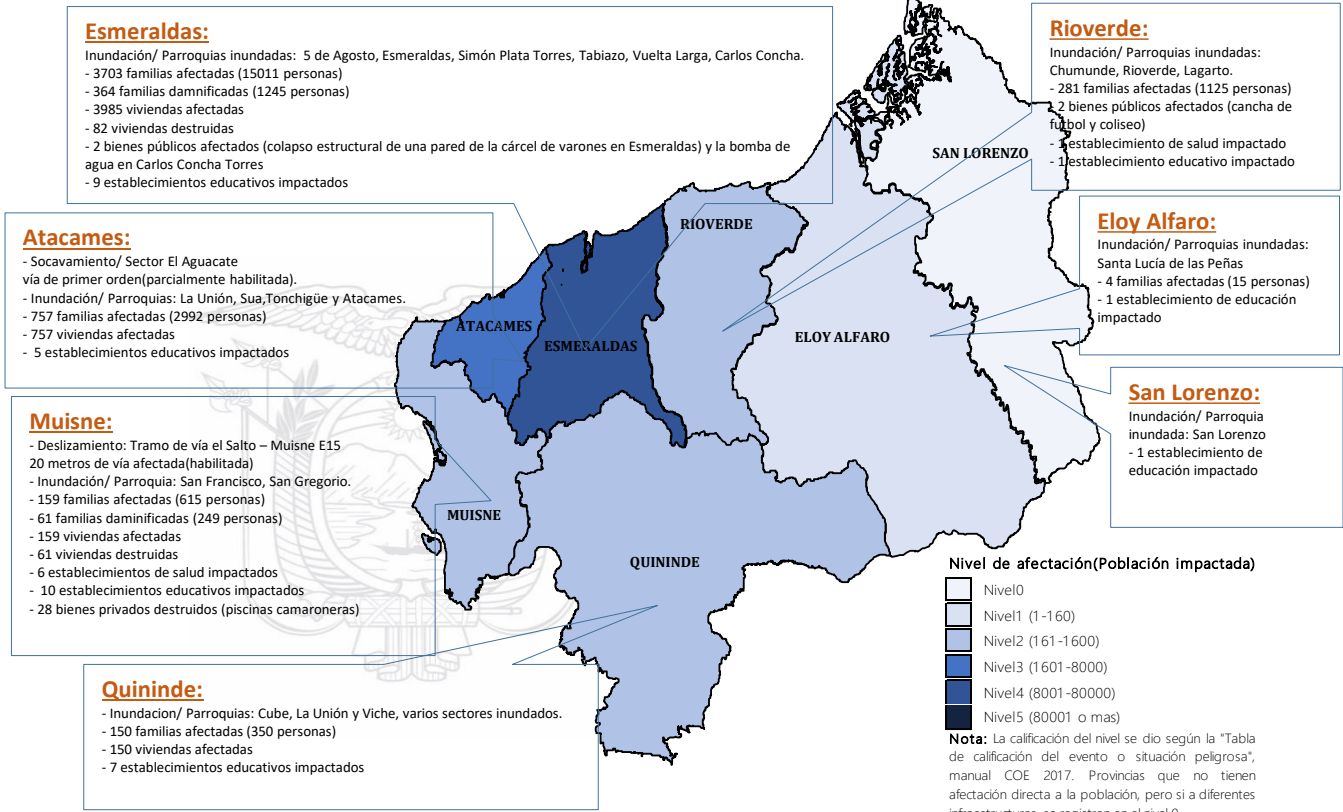 Esmeraldas:
Inundación/ Parroquias inundadas: 5 de Agosto, Esmeraldas, Simón Plata Torres, Tabiazo, Vuelta Larga, Carlos Concha.
- 3703 familias afectadas (15011 personas)
- 364 familias damnificadas (1245 personas)
- 3985 viviendas afectadas
- 82 viviendas destruidas
- 2 bienes públicos afectados (colapso estructural de una pared de la cárcel de varones en Esmeraldas) y la bomba de
agua en Carlos Concha Torres
- 9 establecimientos educativos impactados
Rioverde:
Inundación/ Parroquias inundadas:
Chumunde, Rioverde, Lagarto.
- 281 familias afectadas (1125 personas)
- 2 bienes públicos afectados (cancha de
futbol y coliseo)
- 1 establecimiento de salud impactado
- 1 establecimiento educativo impactado
Atacames:
- Socavamiento/ Sector El Aguacate
vía de primer orden(parcialmente habilitada).
- Inundación/ Parroquias: La Unión, Sua,Tonchigüe y Atacames.
- 757 familias afectadas (2992 personas)
- 757 viviendas afectadas
- 5 establecimientos educativos impactados
Eloy Alfaro:
Inundación/ Parroquias inundadas:
Santa Lucía de las Peñas
- 4 familias afectadas (15 personas)
- 1 establecimiento de educación
impactado
San Lorenzo:
Inundación/ Parroquia
inundada: San Lorenzo
- 1 establecimiento de
educación impactado
Muisne:
- Deslizamiento: Tramo de vía el Salto – Muisne E15
20 metros de vía afectada(habilitada)
- Inundación/ Parroquia: San Francisco, San Gregorio.
- 159 familias afectadas (615 personas)
- 61 familias daminificadas (249 personas)
- 159 viviendas afectadas
- 61 viviendas destruidas
- 6 establecimientos de salud impactados
- 10 establecimientos educativos impactados
- 28 bienes privados destruidos (piscinas camaroneras)
Quininde:
- Inundacion/ Parroquias: Cube, La Unión y Viche, varios sectores inundados.
- 150 familias afectadas (350 personas)
- 150 viviendas afectadas
- 7 establecimientos educativos impactados
SAN LORENZO
RIOVERDE
ATACAMES
ESMERALDAS
ELOY ALFARO
MUISNE
QUININDE
Nivel de afectación(Población impactada)
Nivel0
Nivel1 (1-160)
Nivel2 (161-1600)
Nivel3 (1601-8000)
Nivel4 (8001-80000)
Nivel5 (80001 o mas)
Nota: La calificación del nivel se dio según la "Tabla
de calificación del evento o situación peligrosa",
manual COE 2017. Provincias que no tienen
afectación directa a la población, pero si a diferentes